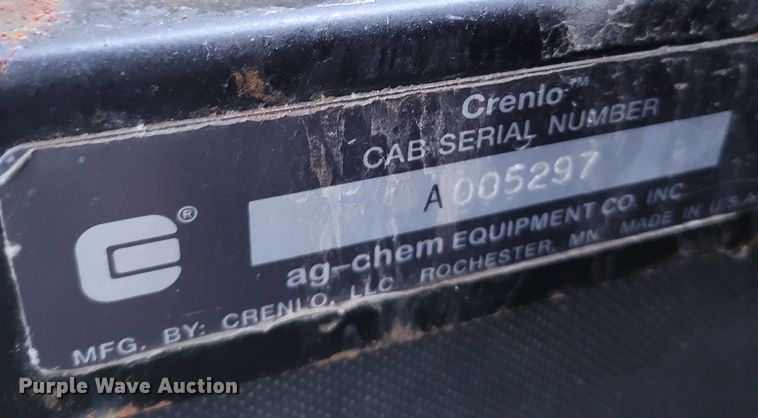 Crenlo™
CAB SERIAL NUMBER
A 005297
®
ag-chem EQUIPMENT CO. INC.
MFG. BY: CRENLO, LLC ROCHESTER, MN MADE IN U.S.A.
Purple Wave Auction